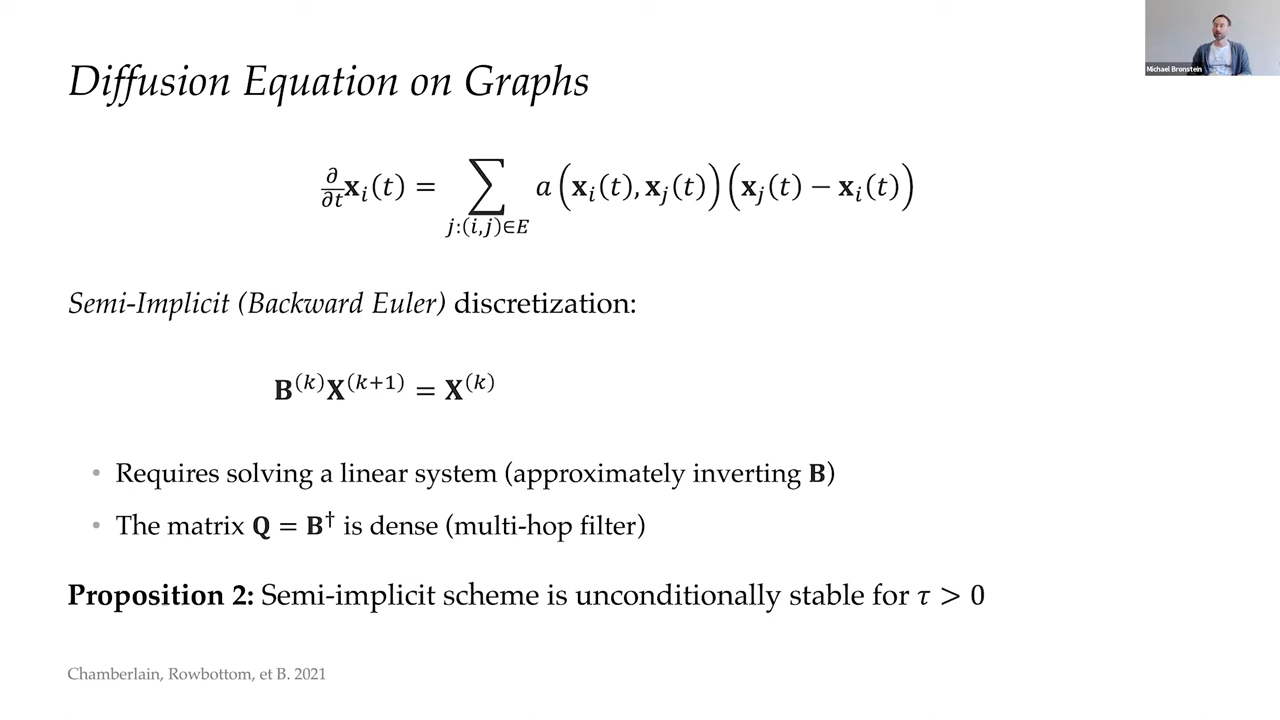 Michael Bronstein
Diffusion Equation on Graphs
∂/∂t 𝐱ᵢ(t) = ∑_{j:(i,j)∈E} a(𝐱ᵢ(t), 𝐱ⱼ(t))(𝐱ⱼ(t) − 𝐱ᵢ(t))
Semi-Implicit (Backward Euler) discretization:
𝐁^(k)𝐗^(k+1) = 𝐗^(k)
• Requires solving a linear system (approximately inverting 𝐁)
• The matrix 𝐐 = 𝐁† is dense (multi-hop filter)
Proposition 2: Semi-implicit scheme is unconditionally stable for τ > 0
Chamberlain, Rowbottom, et B. 2021